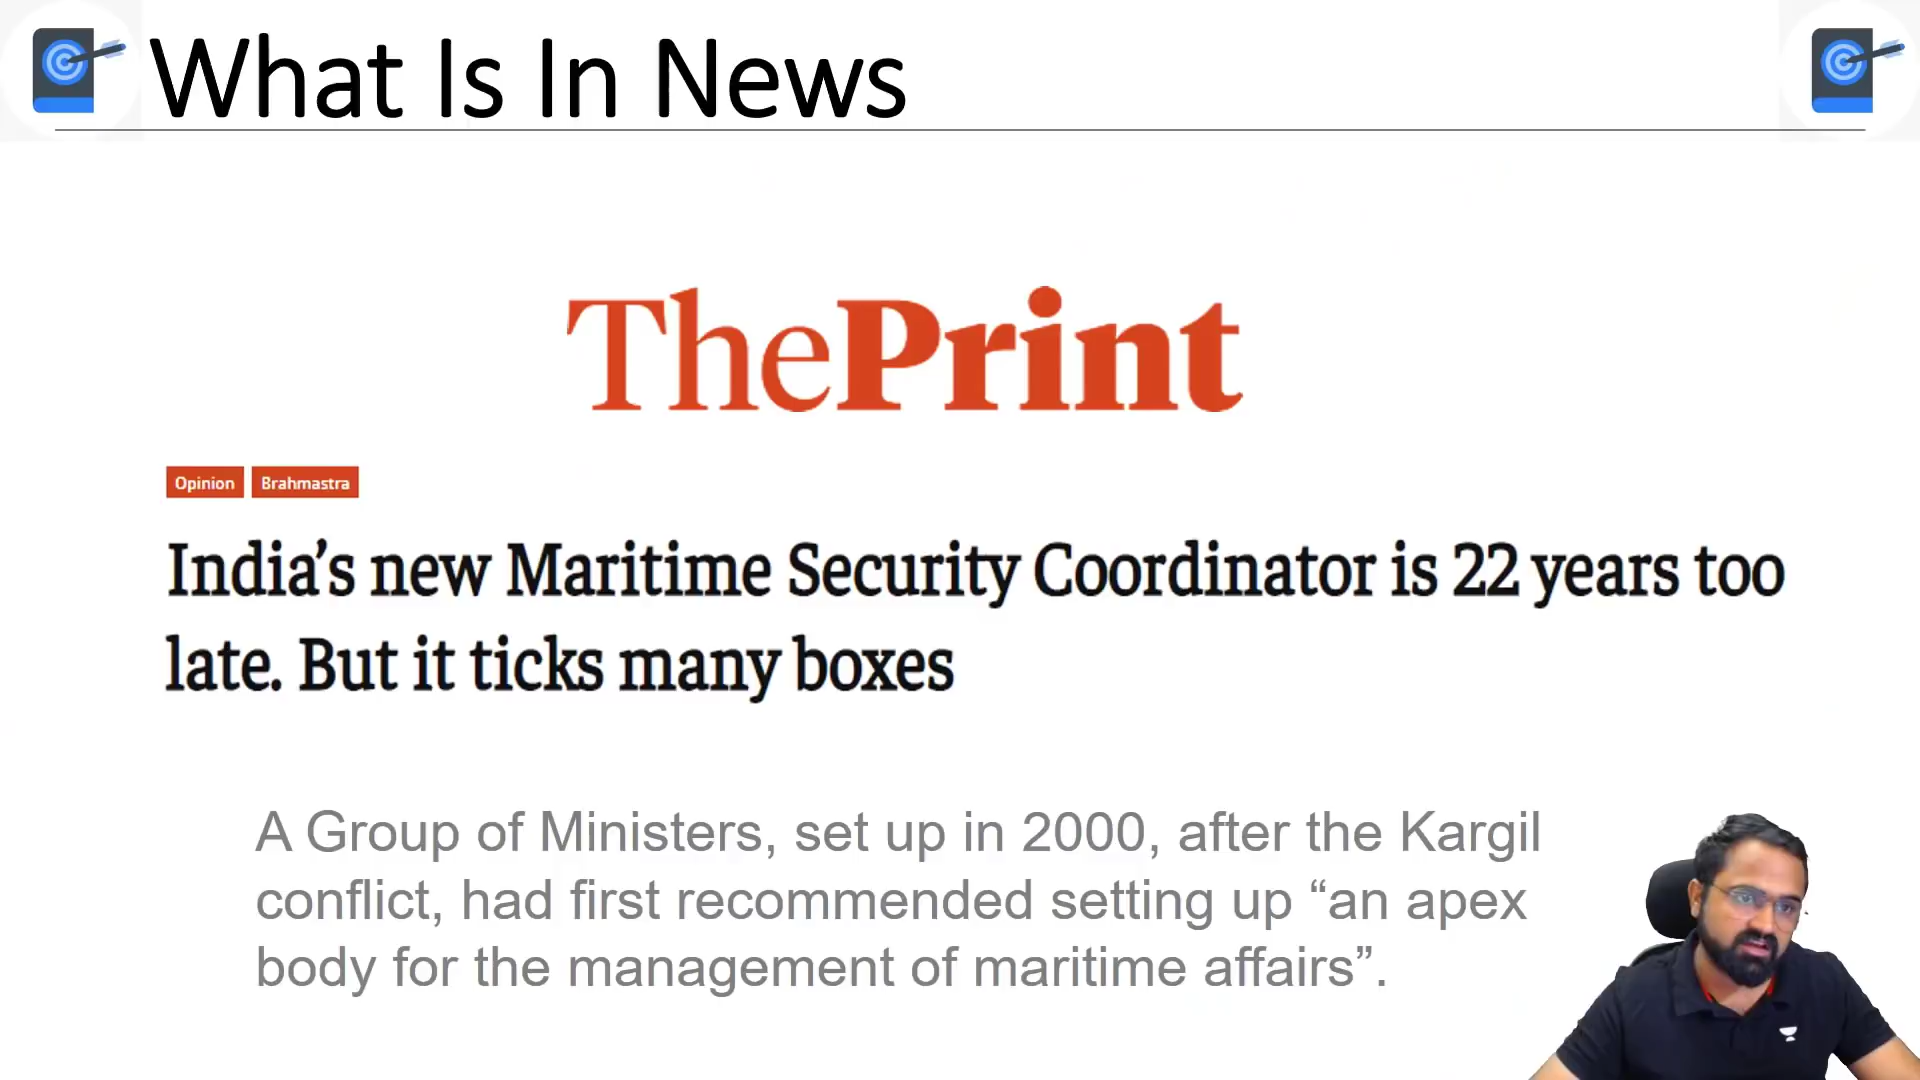 What Is In News
ThePrint
Opinion Brahmastra
India’s new Maritime Security Coordinator is 22 years too
late. But it ticks many boxes
A Group of Ministers, set up in 2000, after the Kargil
conflict, had first recommended setting up “an apex
body for the management of maritime affairs”.